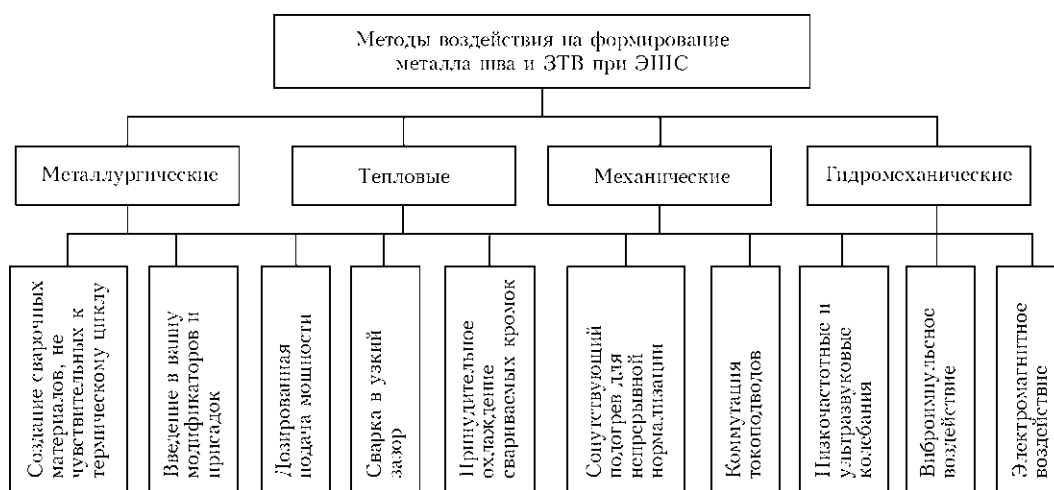 Методы воздействия на формирование
металла шва и ЗТВ при ЭШС
Металлургические
Тепловые
Механические
Гидромеханические
Создание сварочных
материалов, не
чувствительных к
термическому циклу
Введение в ванну
модификаторов и
присадок
Дозированная
подача мощности
Сварка в узкий
зазор
Принудительное
охлаждение
свариваемых кромок
Сопутствующий
подогрев для
непрерывной
нормализации
Коммутация
токоподводов
Низкочастотные и
ультразвуковые
колебания
Виброимпульсное
воздействие
Электромагнитное
воздействие